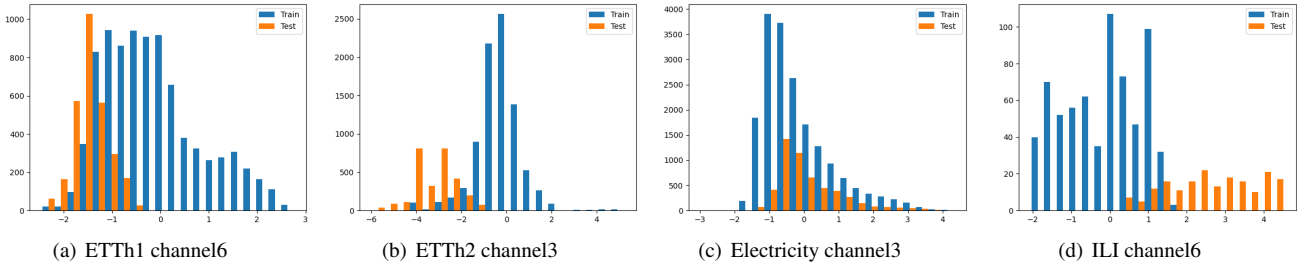 1000
800
600
400
200
0
−2 −1 0 1 2 3
Train
Test
(a) ETTh1 channel6
2500
2000
1500
1000
500
0
−6 −4 −2 0 2 4
Train
Test
(b) ETTh2 channel3
4000
3500
3000
2500
2000
1500
1000
500
0
−3 −2 −1 0 1 2 3 4
Train
Test
(c) Electricity channel3
100
80
60
40
20
0
−2 −1 0 1 2 3 4
Train
Test
(d) ILI channel6